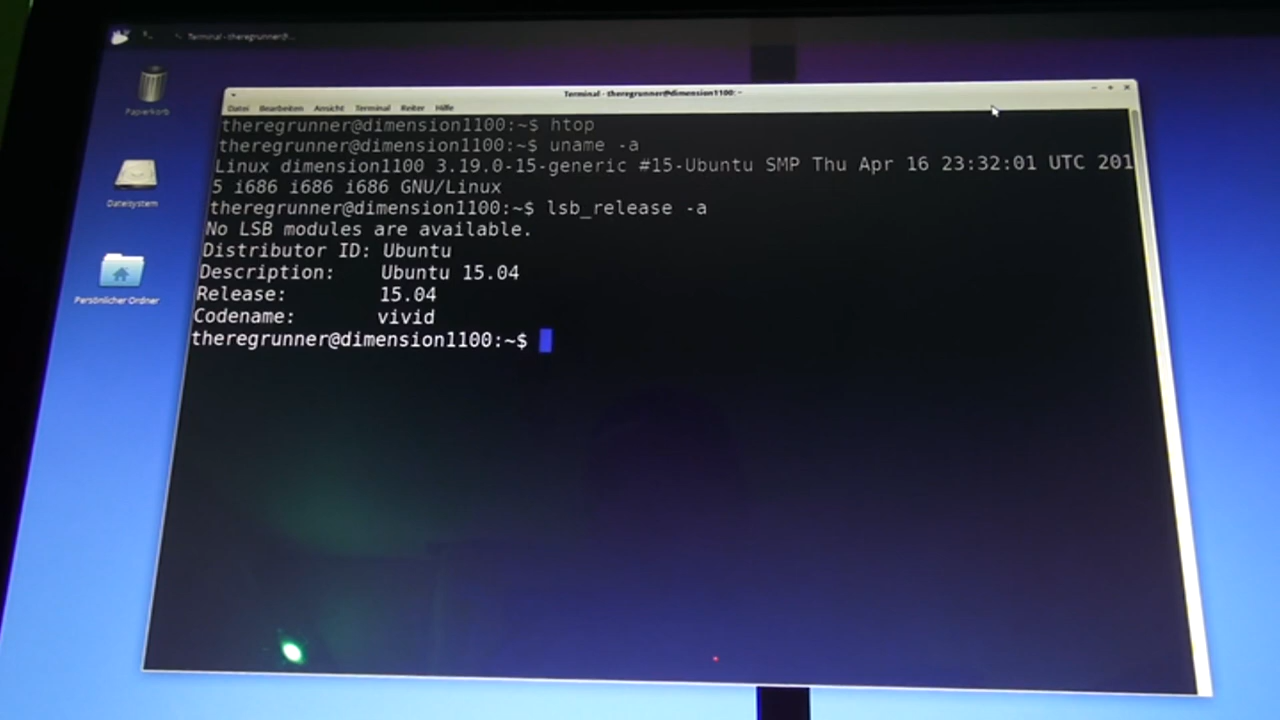 Terminal - theregrunner@...
Papierkorb
Dateisystem
Persönlicher Ordner
Terminal - theregrunner@dimension1100: ~
Datei Bearbeiten Ansicht Terminal Reiter Hilfe
theregrunner@dimension1100:~$ htop
theregrunner@dimension1100:~$ uname -a
Linux dimension1100 3.19.0-15-generic #15-Ubuntu SMP Thu Apr 16 23:32:01 UTC 201
5 i686 i686 i686 GNU/Linux
theregrunner@dimension1100:~$ lsb_release -a
No LSB modules are available.
Distributor ID: Ubuntu
Description:    Ubuntu 15.04
Release:        15.04
Codename:       vivid
theregrunner@dimension1100:~$